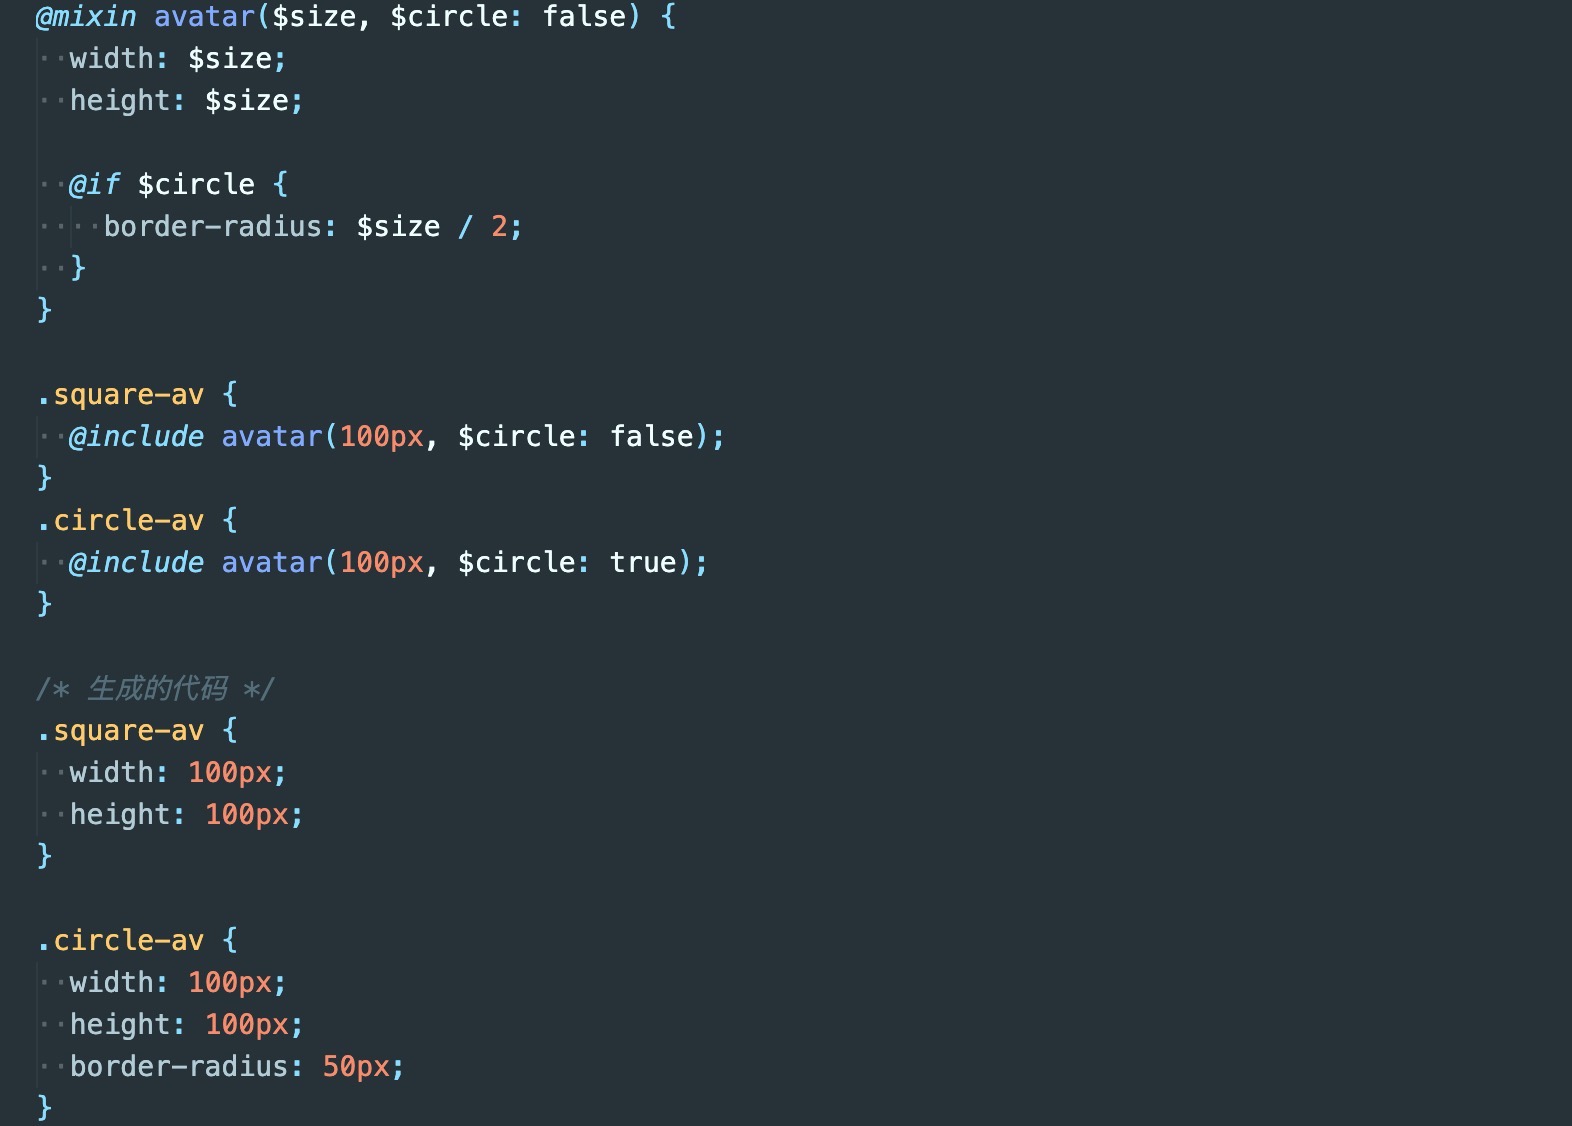 @mixin avatar($size, $circle: false) {
  width: $size;
  height: $size;

  @if $circle {
    border-radius: $size / 2;
  }
}

.square-av {
  @include avatar(100px, $circle: false);
}
.circle-av {
  @include avatar(100px, $circle: true);
}

/* 生成的代码 */
.square-av {
  width: 100px;
  height: 100px;
}

.circle-av {
  width: 100px;
  height: 100px;
  border-radius: 50px;
}